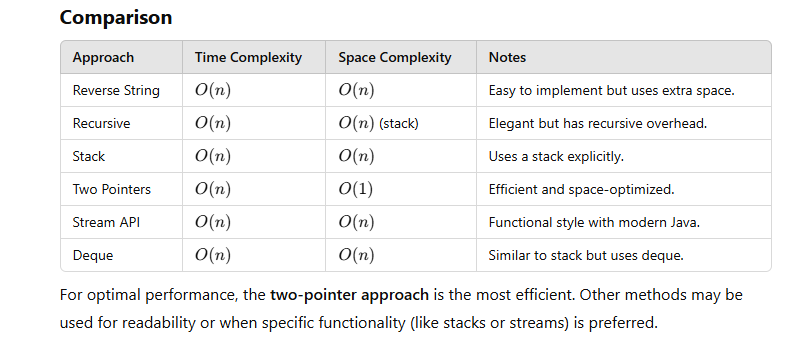 Comparison
Approach Time Complexity Space Complexity Notes
Reverse String O(n) O(n) Easy to implement but uses extra space.
Recursive O(n) O(n) (stack) Elegant but has recursive overhead.
Stack O(n) O(n) Uses a stack explicitly.
Two Pointers O(n) O(1) Efficient and space-optimized.
Stream API O(n) O(n) Functional style with modern Java.
Deque O(n) O(n) Similar to stack but uses deque.
For optimal performance, the two-pointer approach is the most efficient. Other methods may be
used for readability or when specific functionality (like stacks or streams) is preferred.